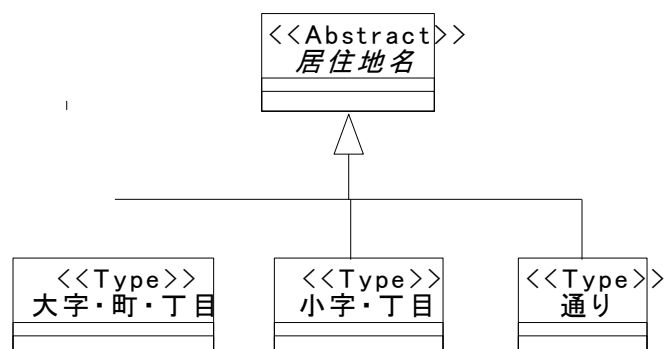 <<Abstract>>
居住地名
<<Type>>
大字・町・丁目
<<Type>>
小字・丁目
<<Type>>
通り